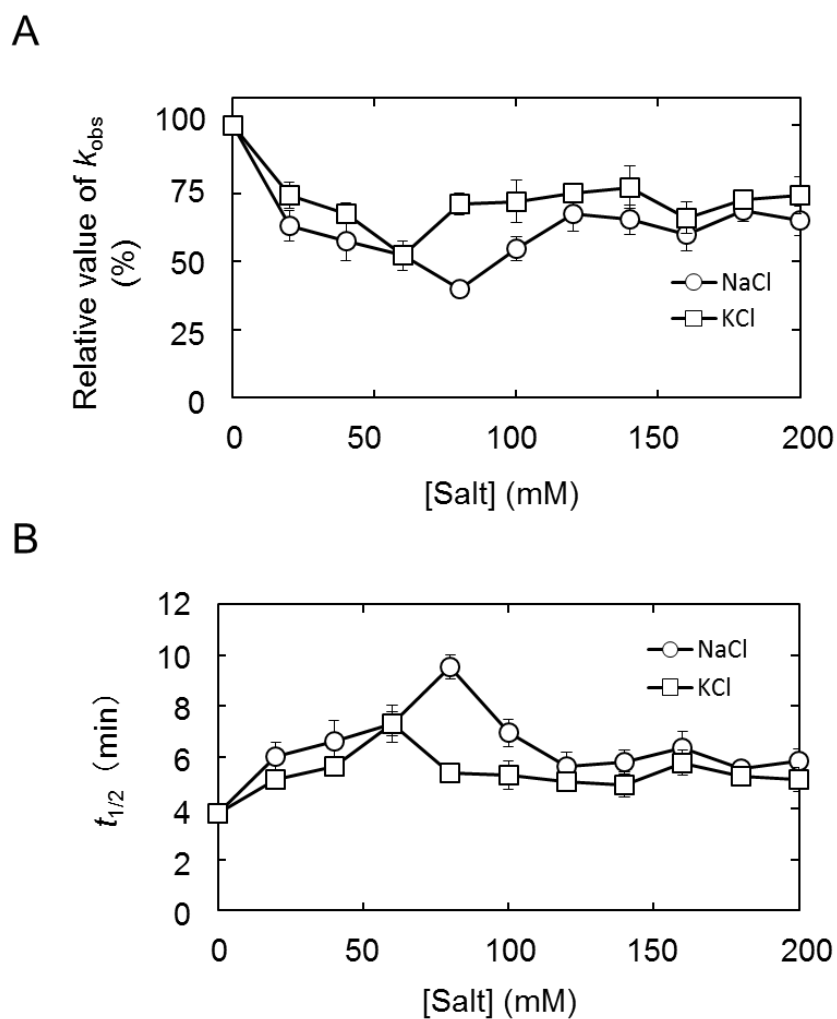 A
Relative value of kobs
(%)
100
75
50
25
0
NaCl
KCl
0 50 100 150 200
[Salt] (mM)
B
t1/2 (min)
12
10
8
6
4
2
0
NaCl
KCl
0 50 100 150 200
[Salt] (mM)